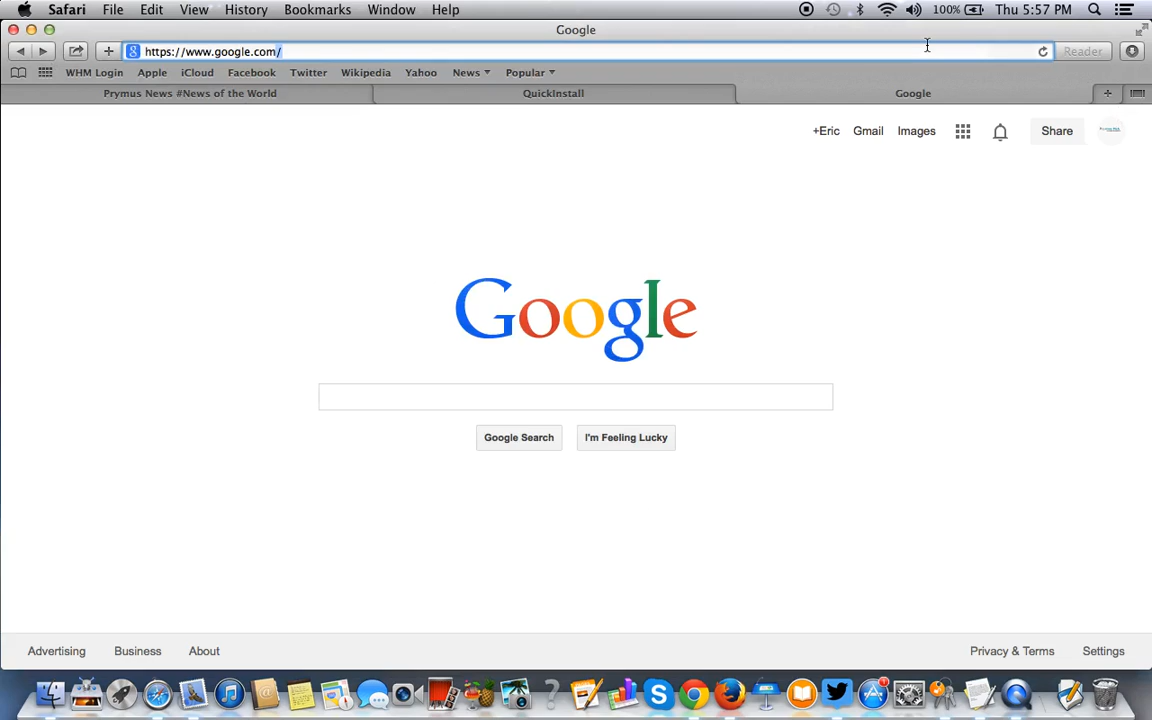 Safari File Edit View History Bookmarks Window Help 100% Thu 5:57 PM
Google
https://www.google.com/ Reader
WHM Login Apple iCloud Facebook Twitter Wikipedia Yahoo News Popular
Prymus News #News of the World QuickInstall Google
+Eric Gmail Images Share
Google
Google Search I'm Feeling Lucky
Advertising Business About Privacy & Terms Settings